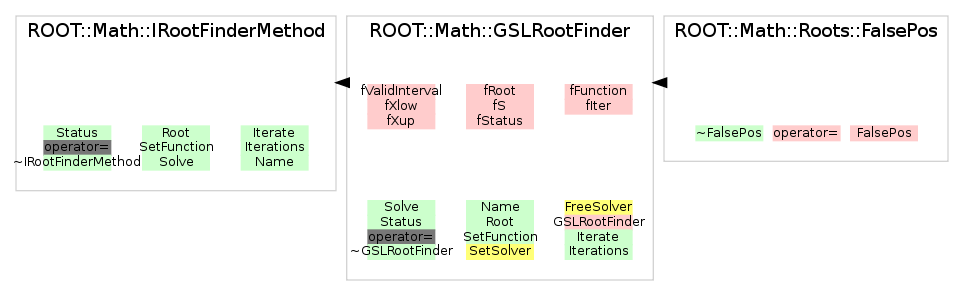 ROOT::Math::IRootFinderMethod
Status
operator=
~IRootFinderMethod
Root
SetFunction
Solve
Iterate
Iterations
Name
ROOT::Math::GSLRootFinder
fValidInterval
fXlow
fXup
fRoot
fS
fStatus
fFunction
fIter
Solve
Status
operator=
~GSLRootFinder
Name
Root
SetFunction
SetSolver
FreeSolver
GSLRootFinder
Iterate
Iterations
ROOT::Math::Roots::FalsePos
~FalsePos
operator=
FalsePos